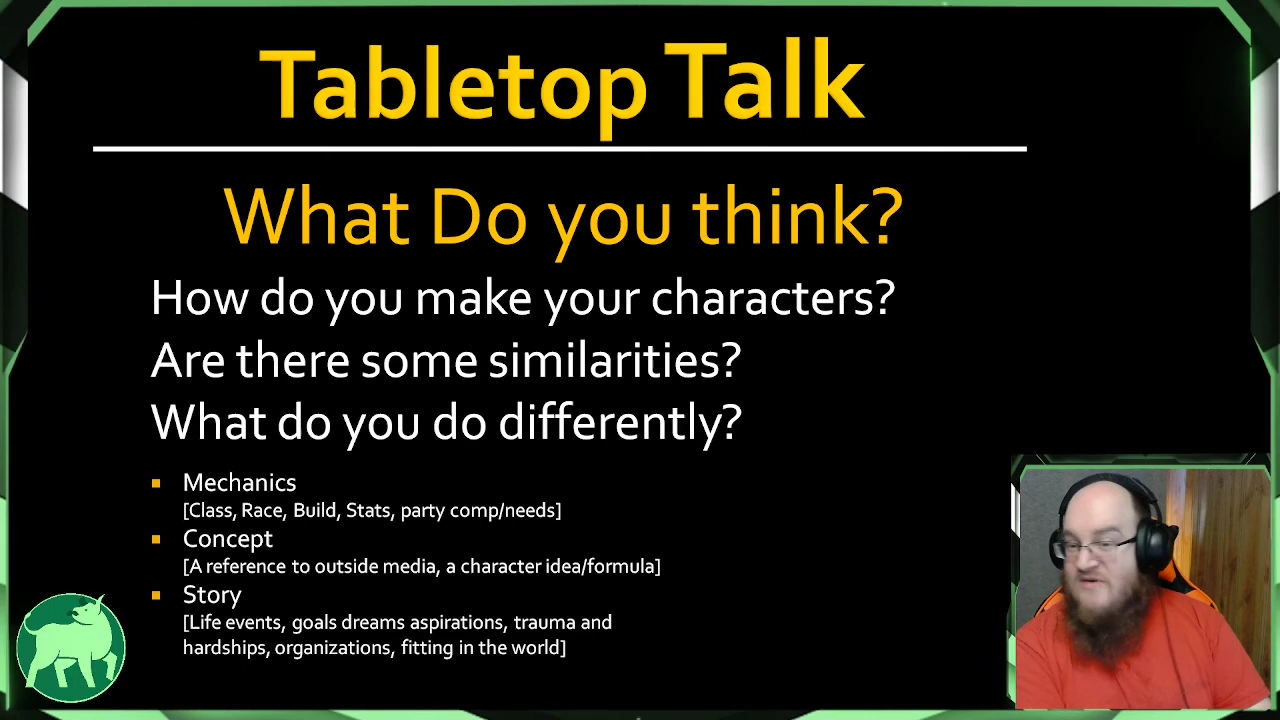 Tabletop Talk
What Do you think?
How do you make your characters?
Are there some similarities?
What do you do differently?
Mechanics
[Class, Race, Build, Stats, party comp/needs]
Concept
[A reference to outside media, a character idea/formula]
Story
[Life events, goals dreams aspirations, trauma and
hardships, organizations, fitting in the world]